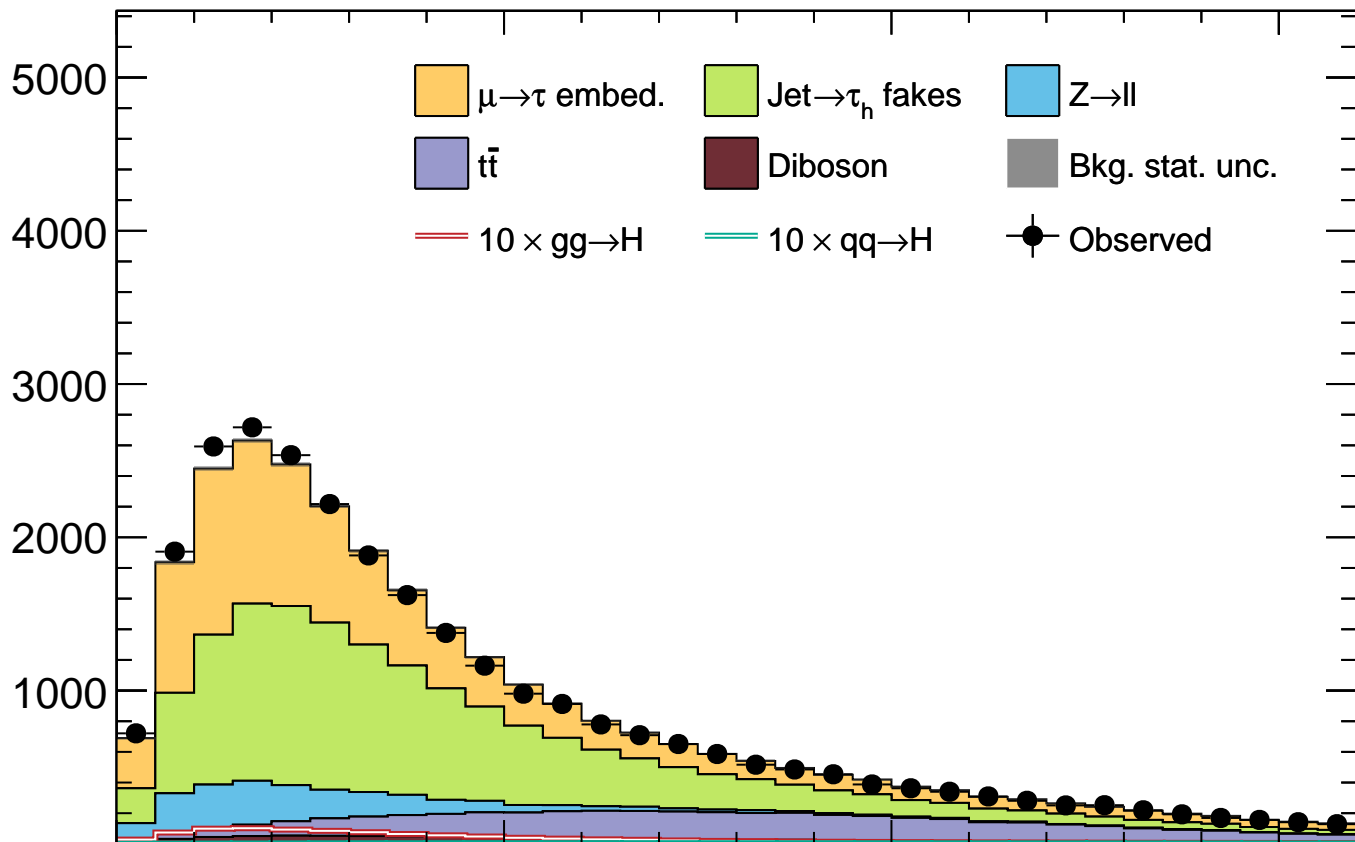 5000
μ→τ embed. Jet→τh fakes Z→ll
tt̄ Diboson Bkg. stat. unc.
4000
10 × gg→H 10 × qq→H Observed
3000
2000
1000